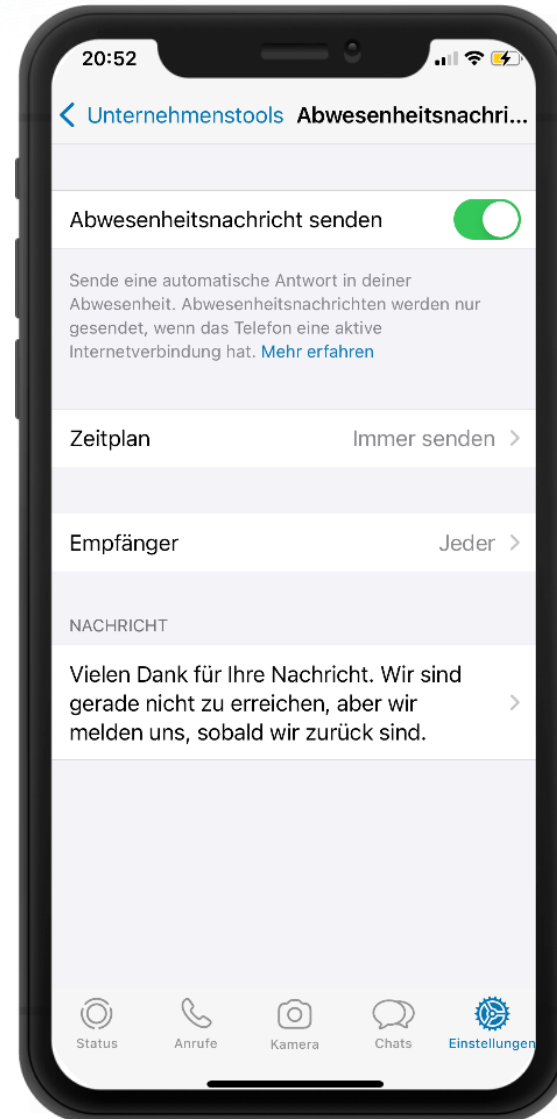 20:52
Unternehmenstools Abwesenheitsnachri...
Abwesenheitsnachricht senden
Sende eine automatische Antwort in deiner
Abwesenheit. Abwesenheitsnachrichten werden nur
gesendet, wenn das Telefon eine aktive
Internetverbindung hat. Mehr erfahren
Zeitplan Immer senden
Empfänger Jeder
NACHRICHT
Vielen Dank für Ihre Nachricht. Wir sind
gerade nicht zu erreichen, aber wir
melden uns, sobald wir zurück sind.
Status Anrufe Kamera Chats Einstellungen